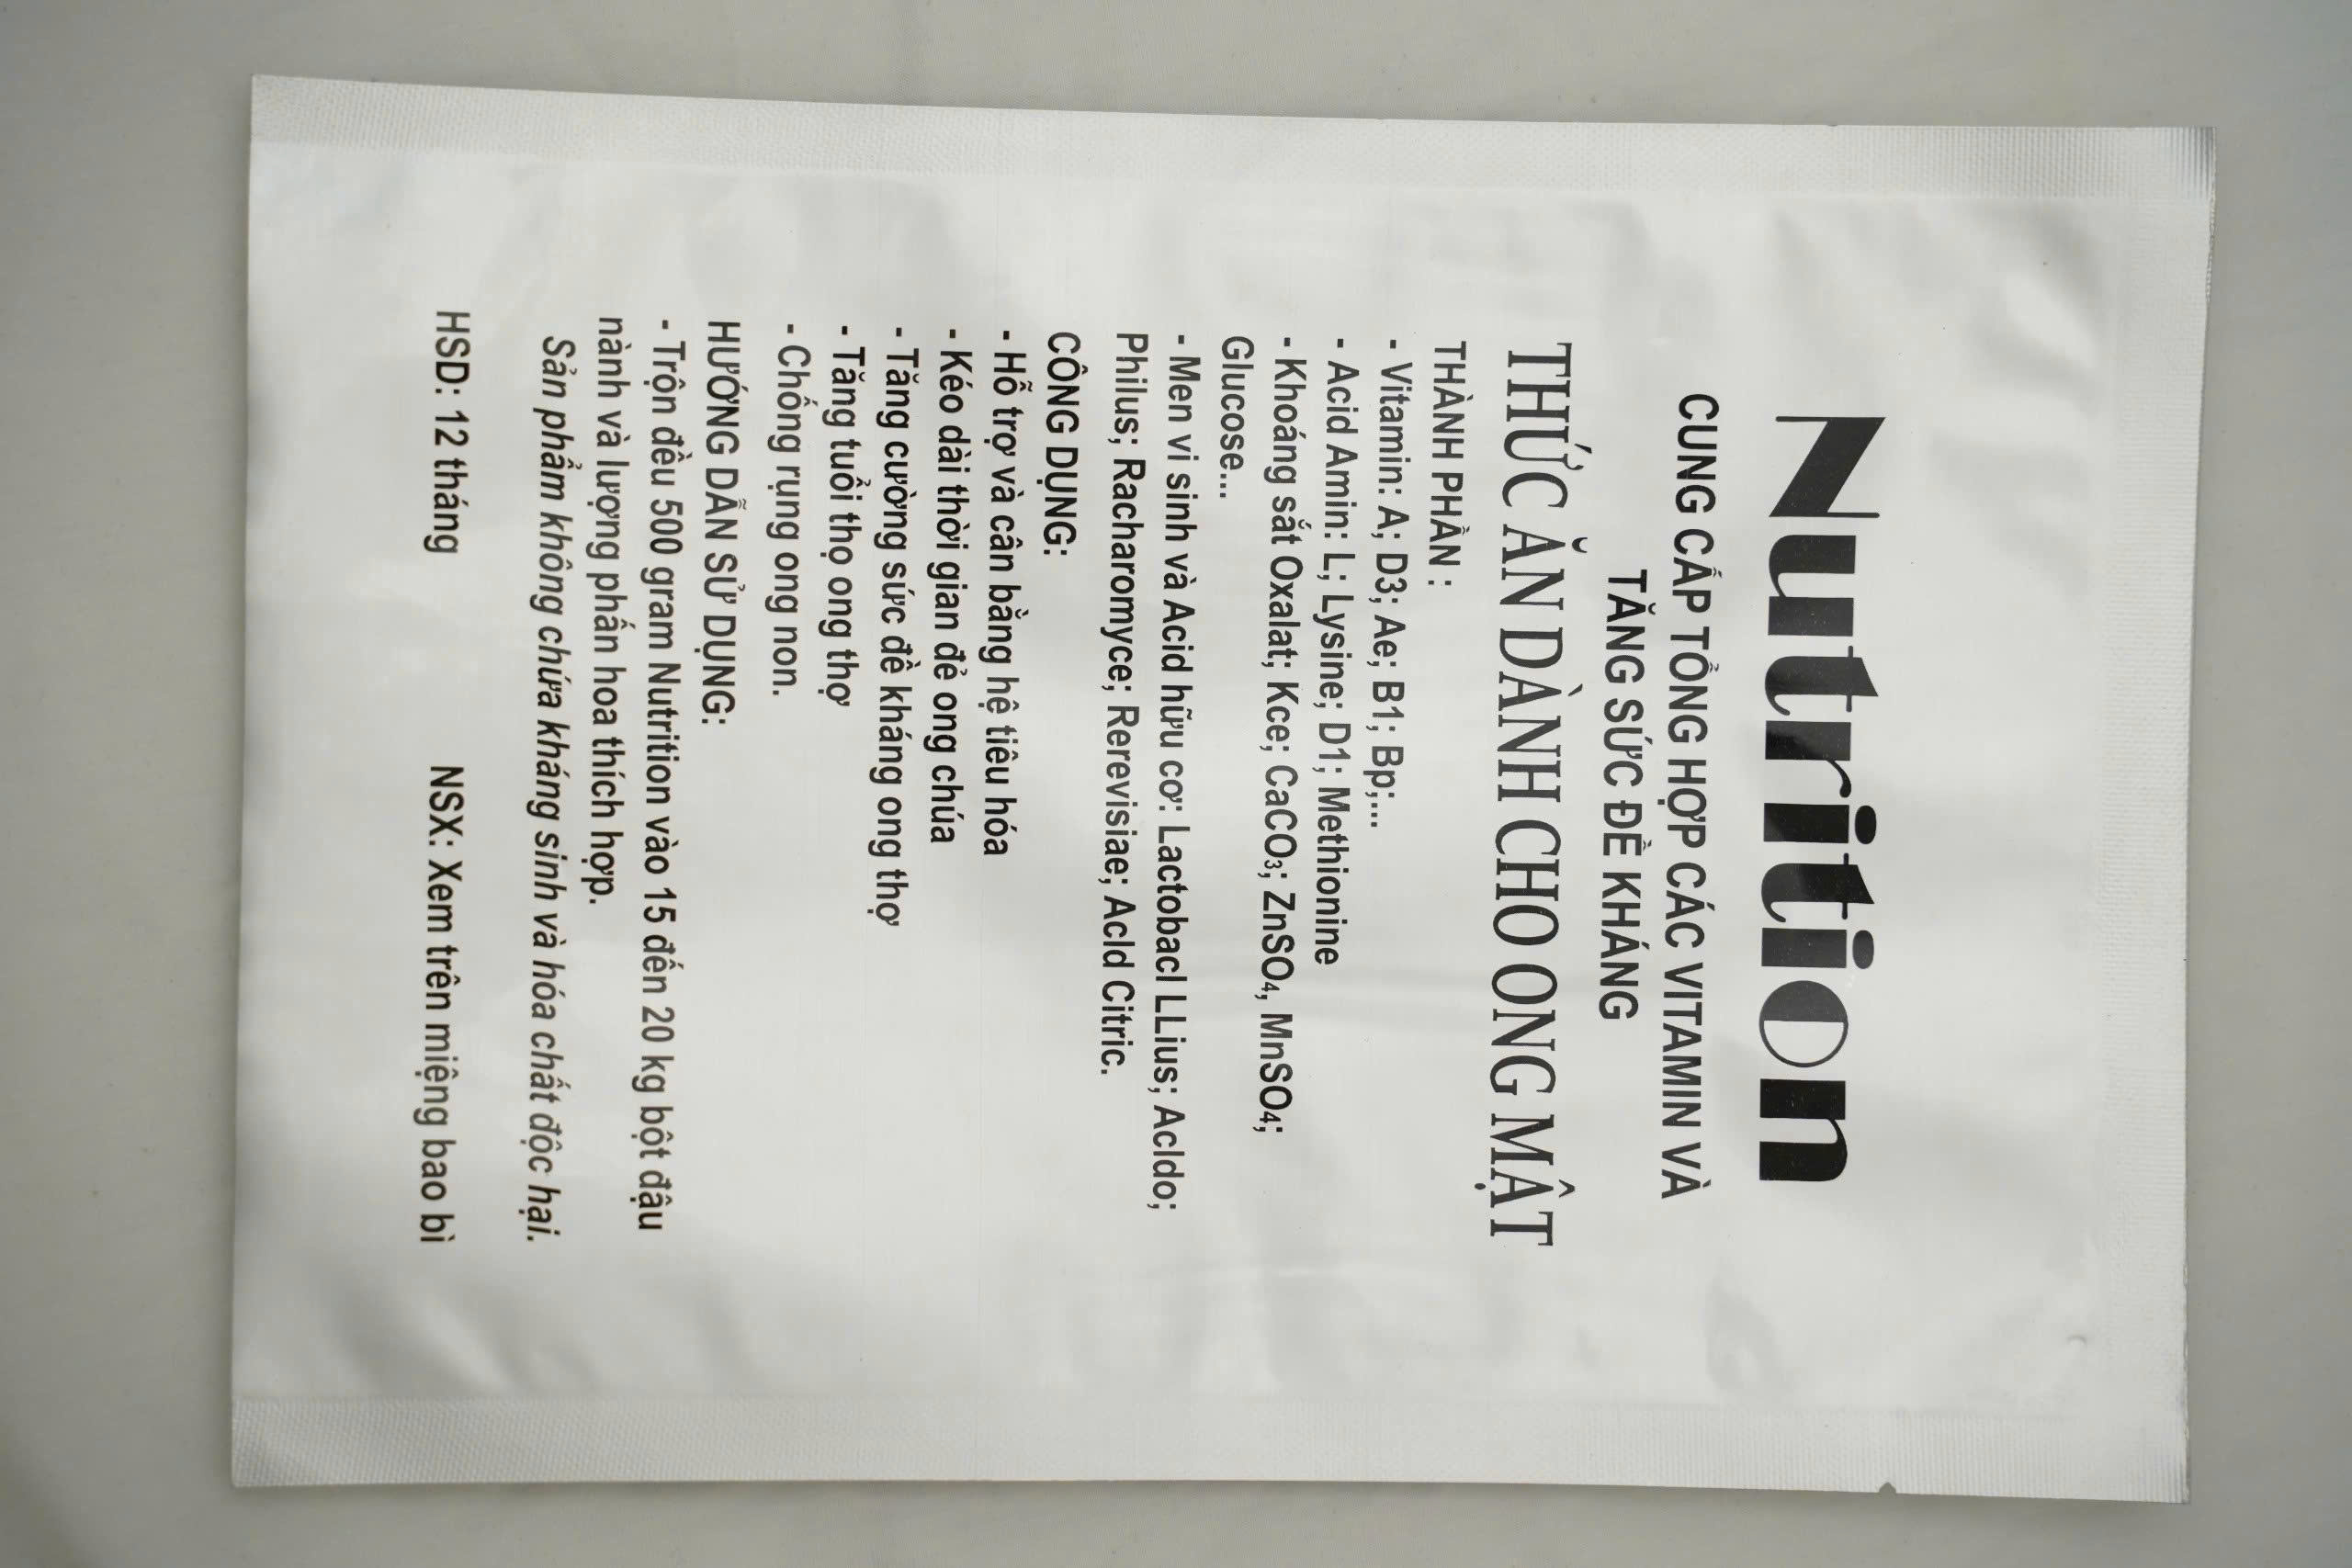 Nutrition
CUNG CẤP TỔNG HỢP CÁC VITAMIN VÀ
TĂNG SỨC ĐỀ KHÁNG
THỨC ĂN DÀNH CHO ONG MẬT
THÀNH PHẦN :
- Vitamin: A; D3; Ae; B1; Bp;...
- Acid Amin: L; Lysine; D1; Methionine
- Khoáng sắt Oxalat; Kce; CaCO₃; ZnSO₄, MnSO₄;
Glucose...
- Men vi sinh và Acid hữu cơ: Lactobacl LLius; Acldo;
Philus; Racharomyce; Rerevisiae; Acld Citric.
CÔNG DỤNG:
- Hỗ trợ và cân bằng hệ tiêu hóa
- Kéo dài thời gian đẻ ong chúa
- Tăng cường sức đề kháng ong thợ
- Tăng tuổi thọ ong thợ
- Chống rụng ong non.
HƯỚNG DẪN SỬ DỤNG:
- Trộn đều 500 gram Nutrition vào 15 đến 20 kg bột đậu
nành và lượng phấn hoa thích hợp.
Sản phẩm không chứa kháng sinh và hóa chất độc hại.
HSD: 12 tháng NSX: Xem trên miệng bao bì